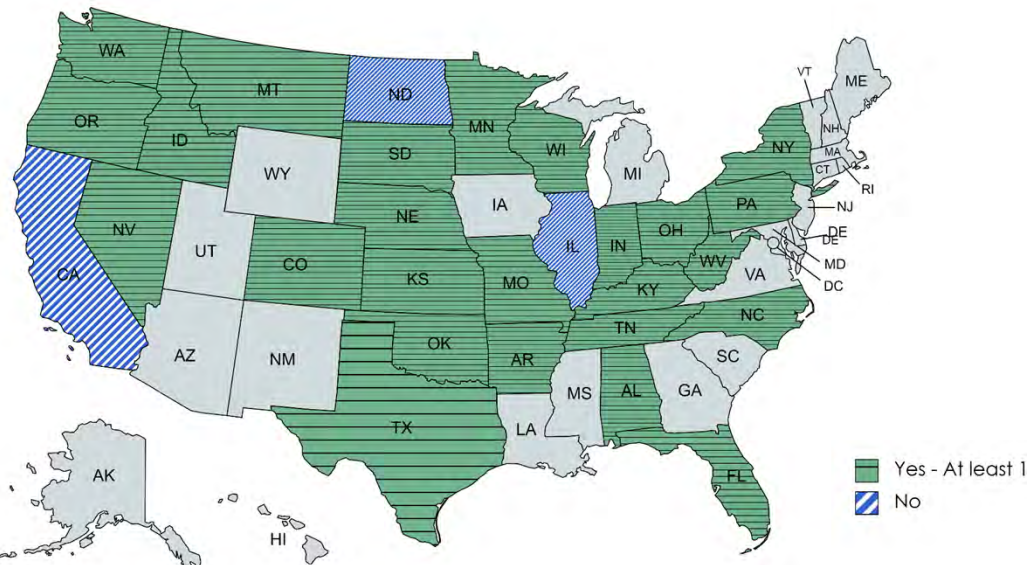 WA
MT
ND
MN
VT
ME
OR
ID
SD
WI
NY
NH
MA
CT
RI
WY
MI
NV
UT
CO
NE
IA
IL
IN
OH
PA
NJ
DE
DE
MD
DC
CA
KS
MO
KY
WV
VA
AZ
NM
OK
AR
TN
NC
SC
TX
LA
MS
AL
GA
FL
AK
HI
Yes - At least 1
No